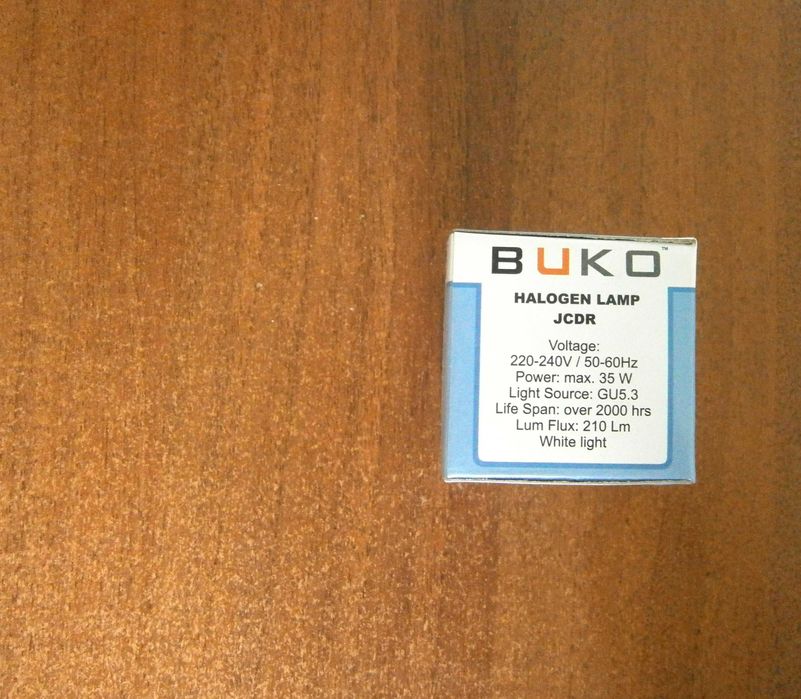 BUKO™
HALOGEN LAMP
JCDR
Voltage:
220-240V / 50-60Hz
Power: max. 35 W
Light Source: GU5.3
Life Span: over 2000 hrs
Lum Flux: 210 Lm
White light